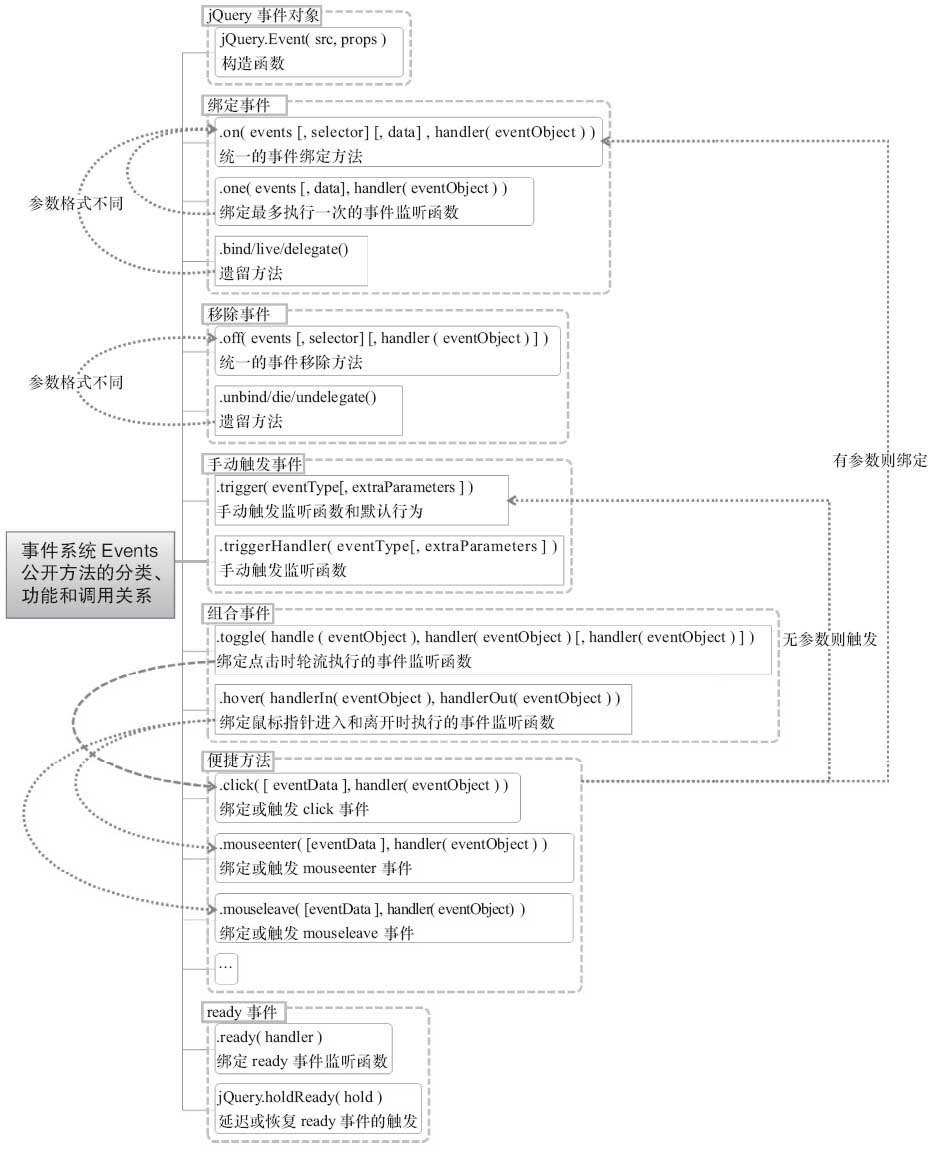 jQuery 事件对象
jQuery.Event( src, props )
构造函数
绑定事件
.on( events [, selector] [, data] , handler( eventObject ) )
统一的事件绑定方法
.one( events [, data], handler( eventObject ) )
绑定最多执行一次的事件监听函数
参数格式不同
.bind/live/delegate()
遗留方法
移除事件
.off( events [, selector] [, handler ( eventObject ) ] )
统一的事件移除方法
参数格式不同
.unbind/die/undelegate()
遗留方法
有参数则绑定
手动触发事件
.trigger( eventType[, extraParameters ] )
手动触发监听函数和默认行为
.triggerHandler( eventType[, extraParameters ] )
手动触发监听函数
事件系统 Events
公开方法的分类、
功能和调用关系
组合事件
.toggle( handle ( eventObject ), handler( eventObject ) [, handler( eventObject ) ] )
绑定点击时轮流执行的事件监听函数
无参数则触发
.hover( handlerIn( eventObject ), handlerOut( eventObject ) )
绑定鼠标指针进入和离开时执行的事件监听函数
便捷方法
.click( [ eventData ], handler( eventObject ) )
绑定或触发 click 事件
.mouseenter( [eventData ], handler( eventObject ) )
绑定或触发 mouseenter 事件
.mouseleave( [eventData ], handler( eventObject) )
绑定或触发 mouseleave 事件
…
ready 事件
.ready( handler )
绑定 ready 事件监听函数
jQuery.holdReady( hold )
延迟或恢复 ready 事件的触发